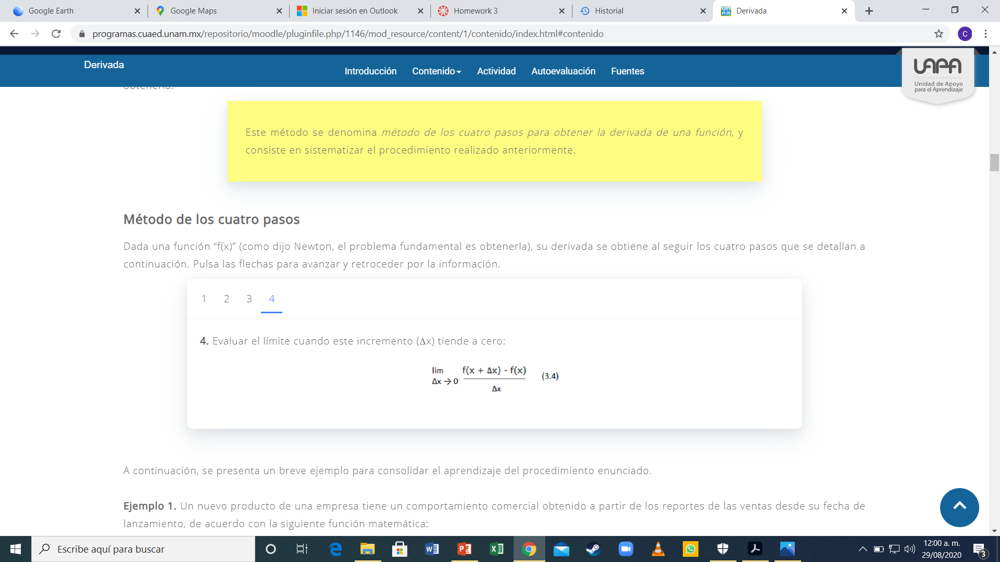 Google Earth
Google Maps
Iniciar sesión en Outlook
Homework 3
Historial
Derivada
programas.cuaed.unam.mx/repositorio/moodle/pluginfile.php/1146/mod_resource/content/1/contenido/index.html#contenido
C
Derivada
Introducción
Contenido
Actividad
Autoevaluación
Fuentes
UAPA
Unidad de Apoyo
para el Aprendizaje
obtenerla.
Este método se denomina método de los cuatro pasos para obtener la derivada de una función, y
consiste en sistematizar el procedimiento realizado anteriormente.
Método de los cuatro pasos
Dada una función “f(x)” (como dijo Newton, el problema fundamental es obtenerla), su derivada se obtiene al seguir los cuatro pasos que se detallan a
continuación. Pulsa las flechas para avanzar y retroceder por la información.
1 2 3 4
4. Evaluar el límite cuando este incremento (Δx) tiende a cero:
lim f(x + Δx) - f(x) (3.4)
Δx → 0
Δx
A continuación, se presenta un breve ejemplo para consolidar el aprendizaje del procedimiento enunciado.
Ejemplo 1. Un nuevo producto de una empresa tiene un comportamiento comercial obtenido a partir de los reportes de las ventas desde su fecha de
lanzamiento, de acuerdo con la siguiente función matemática:
Escribe aquí para buscar
12:00 a. m.
29/08/2020
3